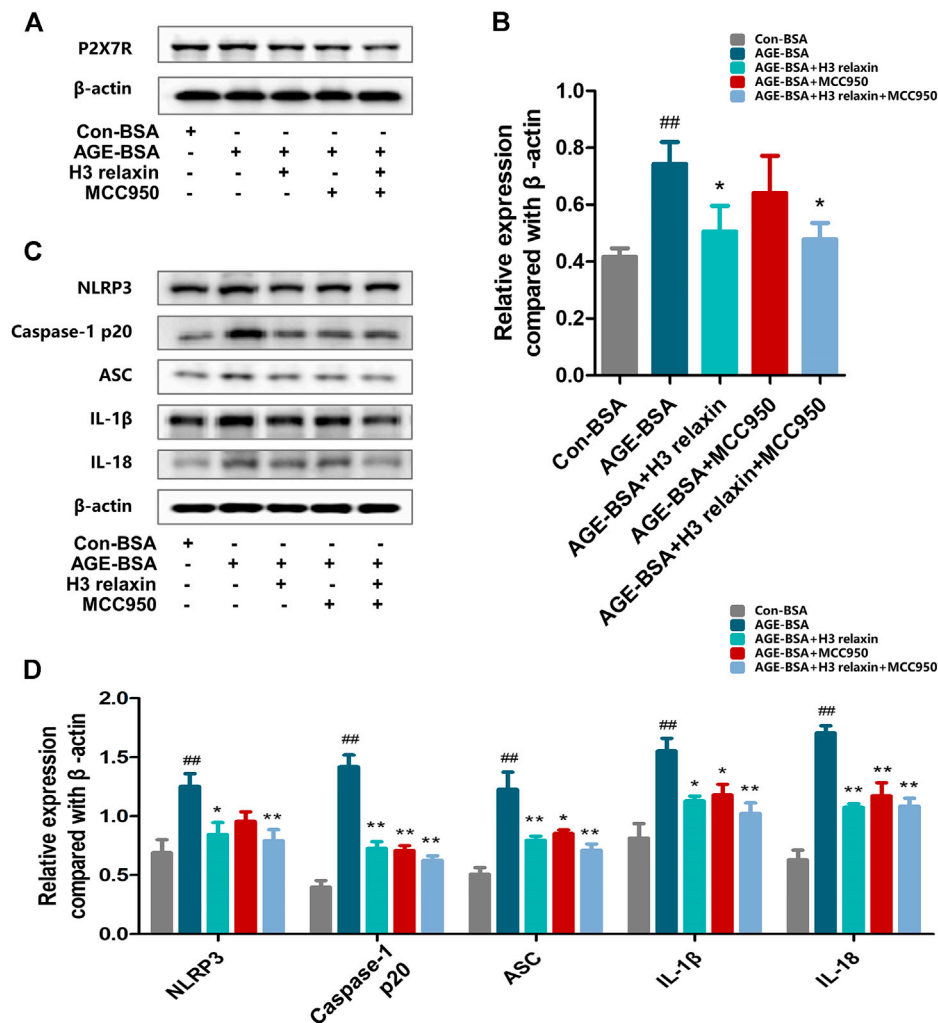 A
P2X7R
β-actin
Con-BSA + - - - -
AGE-BSA - + + + +
H3 relaxin - - + - +
MCC950 - - - + +
B
Con-BSA
AGE-BSA
AGE-BSA+H3 relaxin
AGE-BSA+MCC950
AGE-BSA+H3 relaxin+MCC950
Relative expression
compared with β -actin
1.0
0.8
0.6
0.4
0.2
0.0
##
*
*
Con-BSA
AGE-BSA
AGE-BSA+H3 relaxin
AGE-BSA+MCC950
AGE-BSA+H3 relaxin+MCC950
C
NLRP3
Caspase-1 p20
ASC
IL-1β
IL-18
β-actin
Con-BSA + - - - -
AGE-BSA - + + + +
H3 relaxin - - + - +
MCC950 - - - + +
Con-BSA
AGE-BSA
AGE-BSA+H3 relaxin
AGE-BSA+MCC950
AGE-BSA+H3 relaxin+MCC950
D
Relative expression
compared with β -actin
2.0
1.5
1.0
0.5
0.0
## * **
## ** ** **
## ** * **
## * * **
## ** ** **
NLRP3
Caspase-1
p20
ASC
IL-1β
IL-18